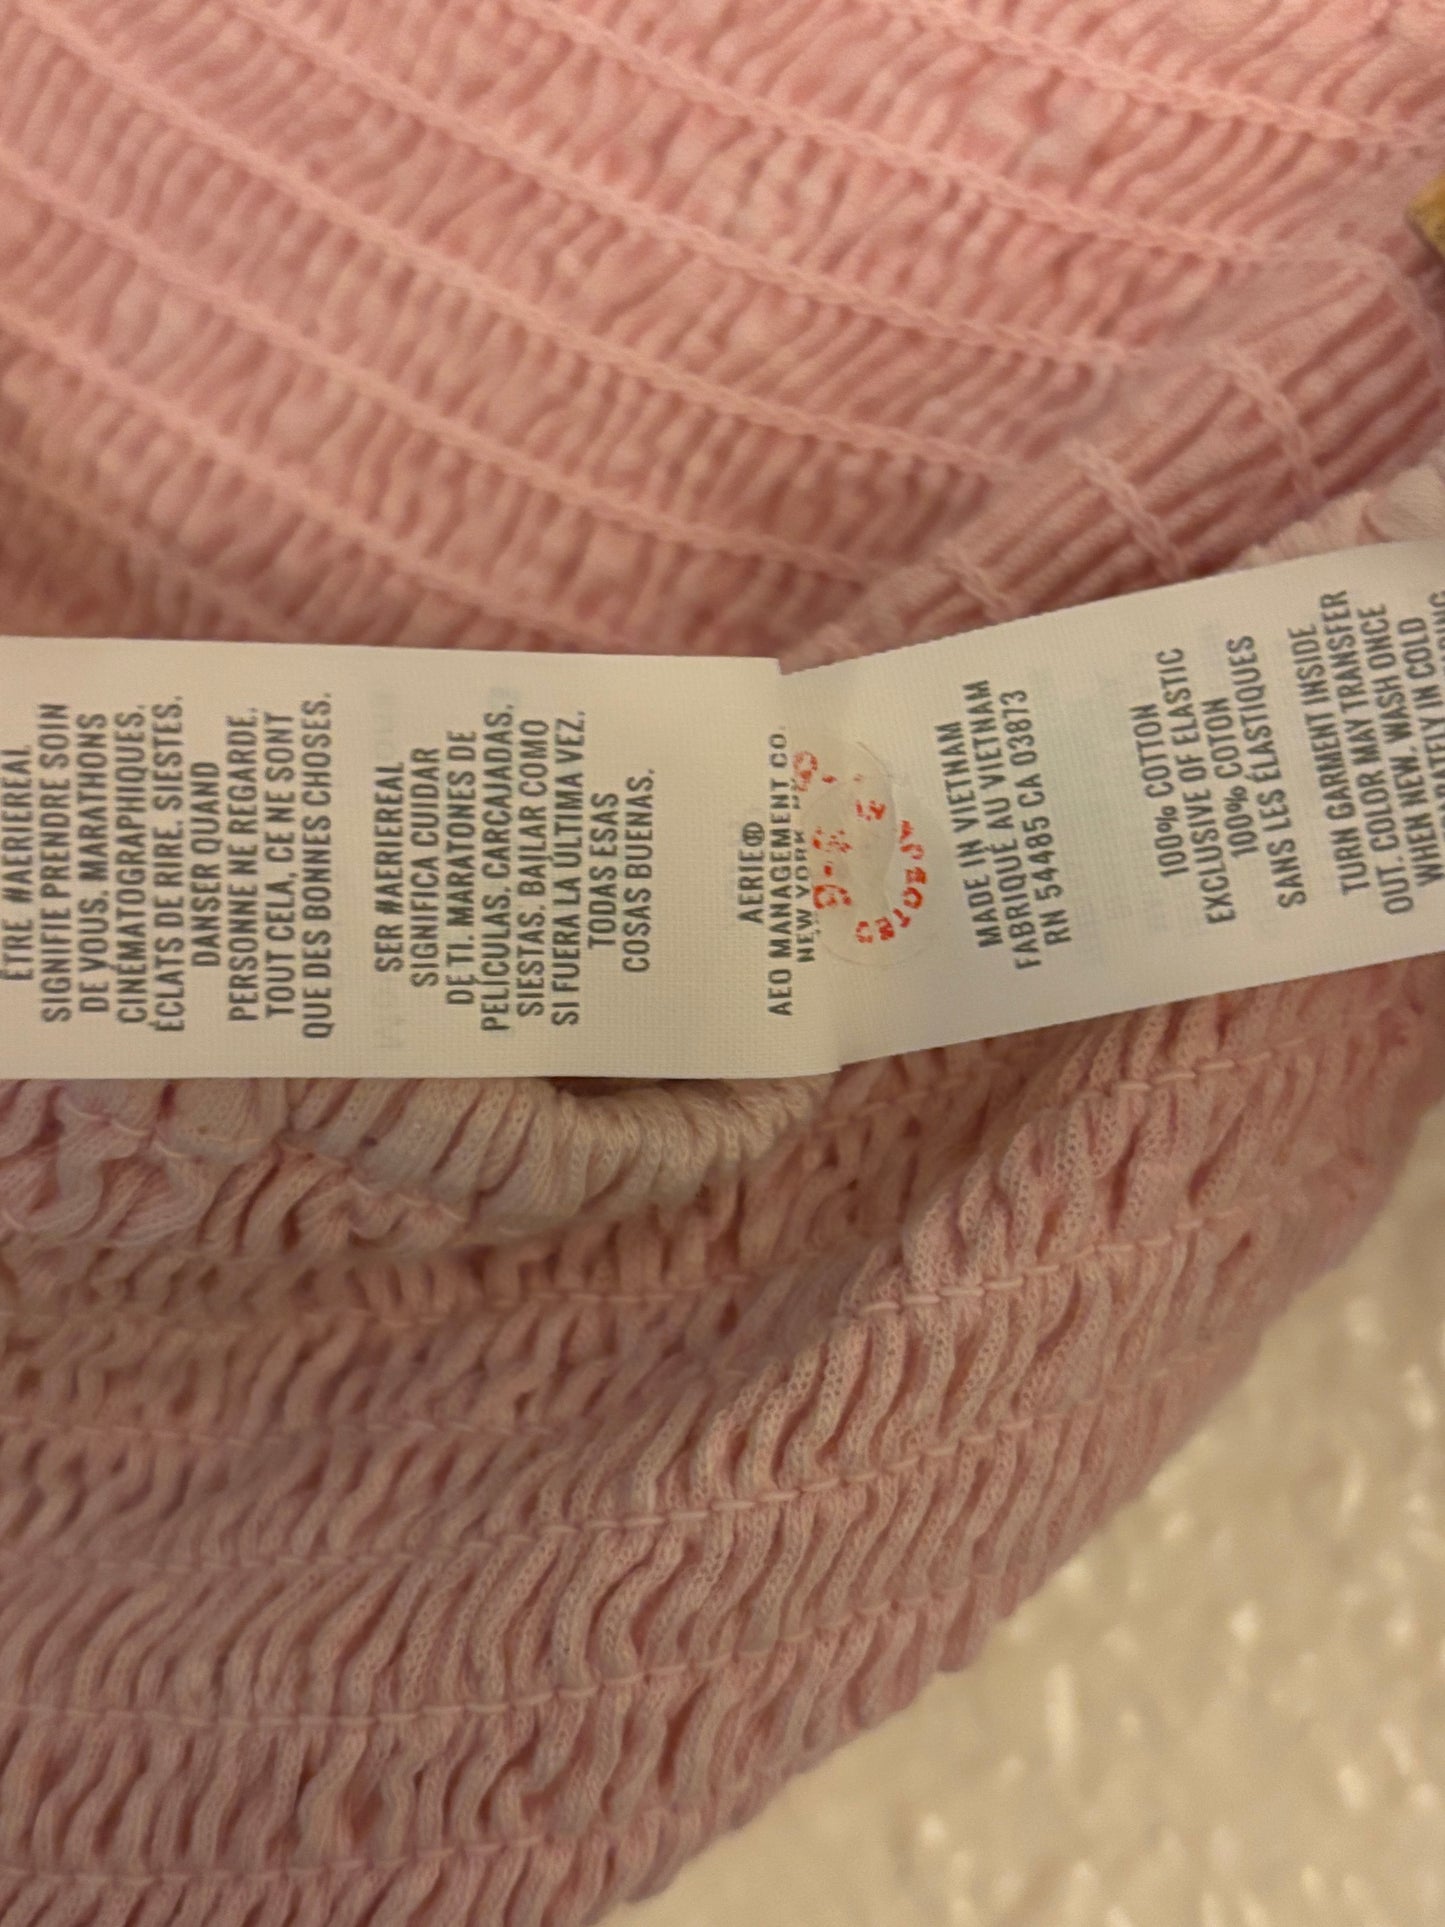 ÊTRE #AERIEREAL
SIGNIFIE PRENDRE SOIN
DE VOUS. MARATHONS
CINÉMATOGRAPHIQUES.
ÉCLATS DE RIRE. SIESTES.
DANSER QUAND
PERSONNE NE REGARDE.
TOUT CELA, CE NE SONT
QUE DES BONNES CHOSES.
SER #AERIEREAL
SIGNIFICA CUIDAR
DE TI. MARATONES DE
PELÍCULAS. CARCAJADAS.
SIESTAS. BAILAR COMO
SI FUERA LA ÚLTIMA VEZ.
TODAS ESAS
COSAS BUENAS.
AERIE®
AEO MANAGEMENT CO.
NEW YORK
MADE IN VIETNAM
FABRIQUÉ AU VIETNAM
RN 54485 CA 03873
100% COTTON
EXCLUSIVE OF ELASTIC
100% COTON
SANS LES ÉLASTIQUES
TURN GARMENT INSIDE
OUT. COLOR MAY TRANSFER
WHEN NEW. WASH ONCE
IN COLD